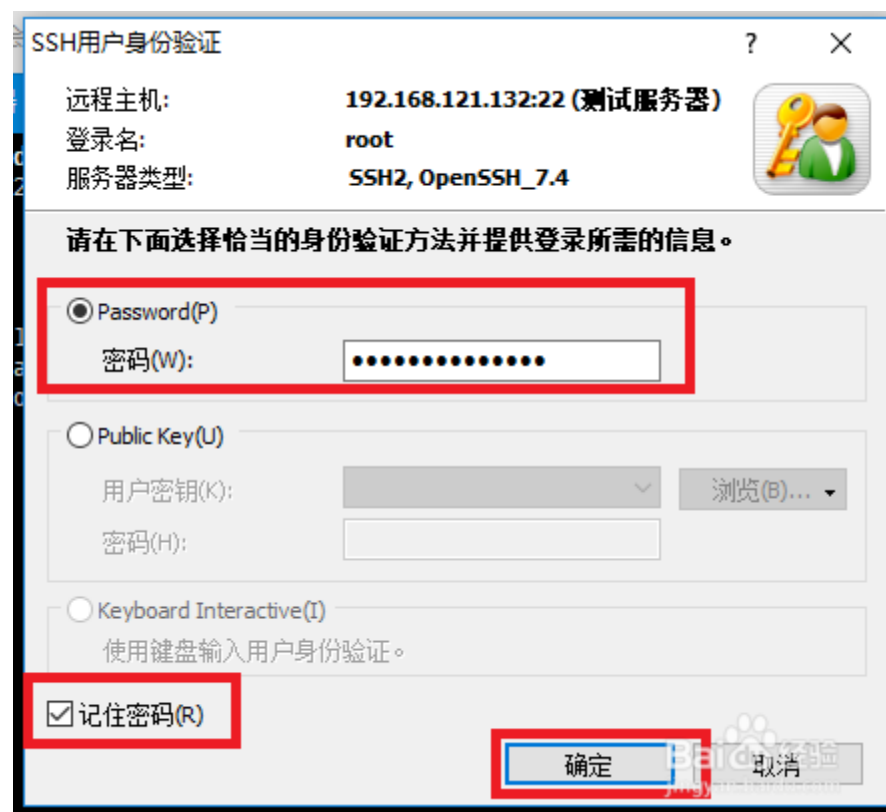 SSH用户身份验证
远程主机: 192.168.121.132:22 (测试服务器)
登录名: root
服务器类型: SSH2, OpenSSH_7.4
请在下面选择恰当的身份验证方法并提供登录所需的信息。
Password(P)
密码(W): ●●●●●●●●●●●●●●
Public Key(U)
用户密钥(K): 浏览(B)...
密码(H):
Keyboard Interactive(I)
使用键盘输入用户身份验证。
记住密码(R)
确定 取消
Baidu 经验